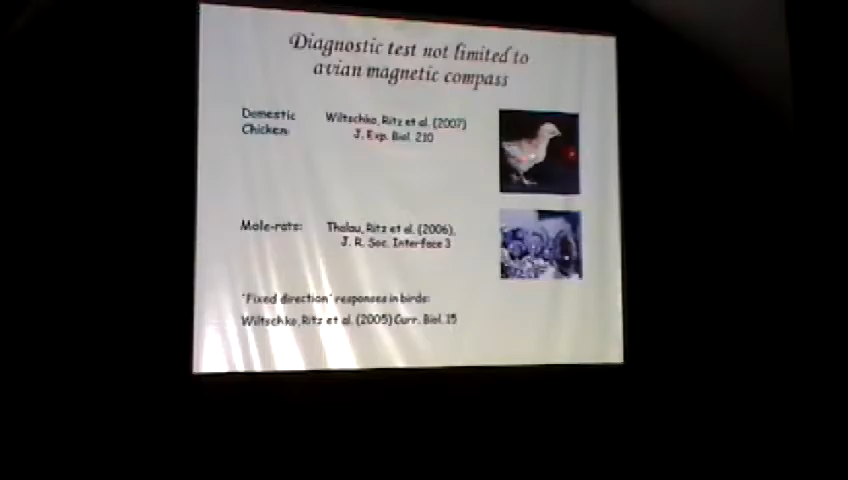 Diagnostic test not limited to
avian magnetic compass
Domestic
Chicken:
Wiltschko, Ritz et al. (2007)
J. Exp. Biol. 210
Mole-rats:
Thalau, Ritz et al. (2006),
J. R. Soc. Interface 3
"Fixed direction" responses in birds:
Wiltschko, Ritz et al. (2005) Curr. Biol. 15